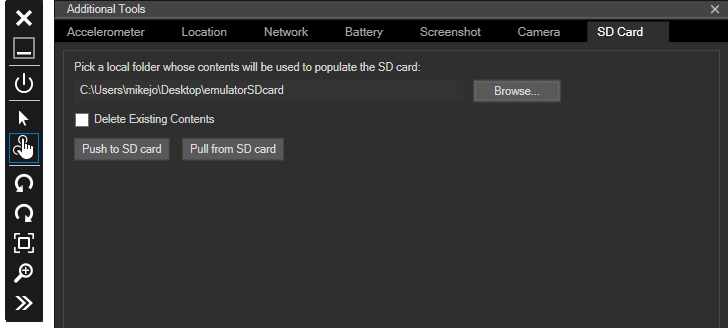 Additional Tools
Accelerometer Location Network Battery Screenshot Camera SD Card
Pick a local folder whose contents will be used to populate the SD card:
C:\Users\mikejo\Desktop\emulatorSDcard Browse...
Delete Existing Contents
Push to SD card Pull from SD card